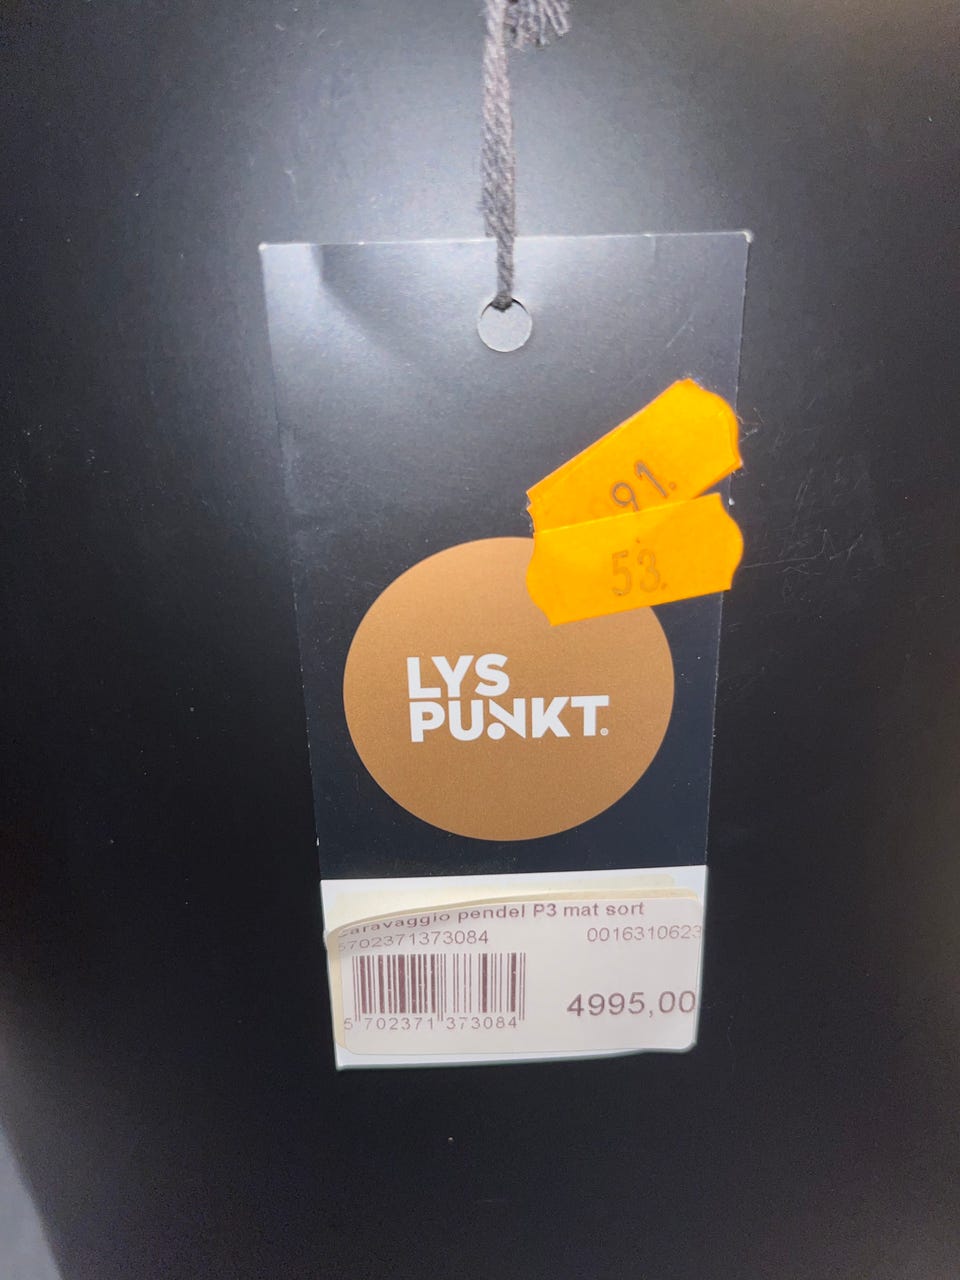 91.
53.
LYS
PUNKT.
Caravaggio pendel P3 mat sort
5702371373084 0016310623
5 702371 373084
4995,00